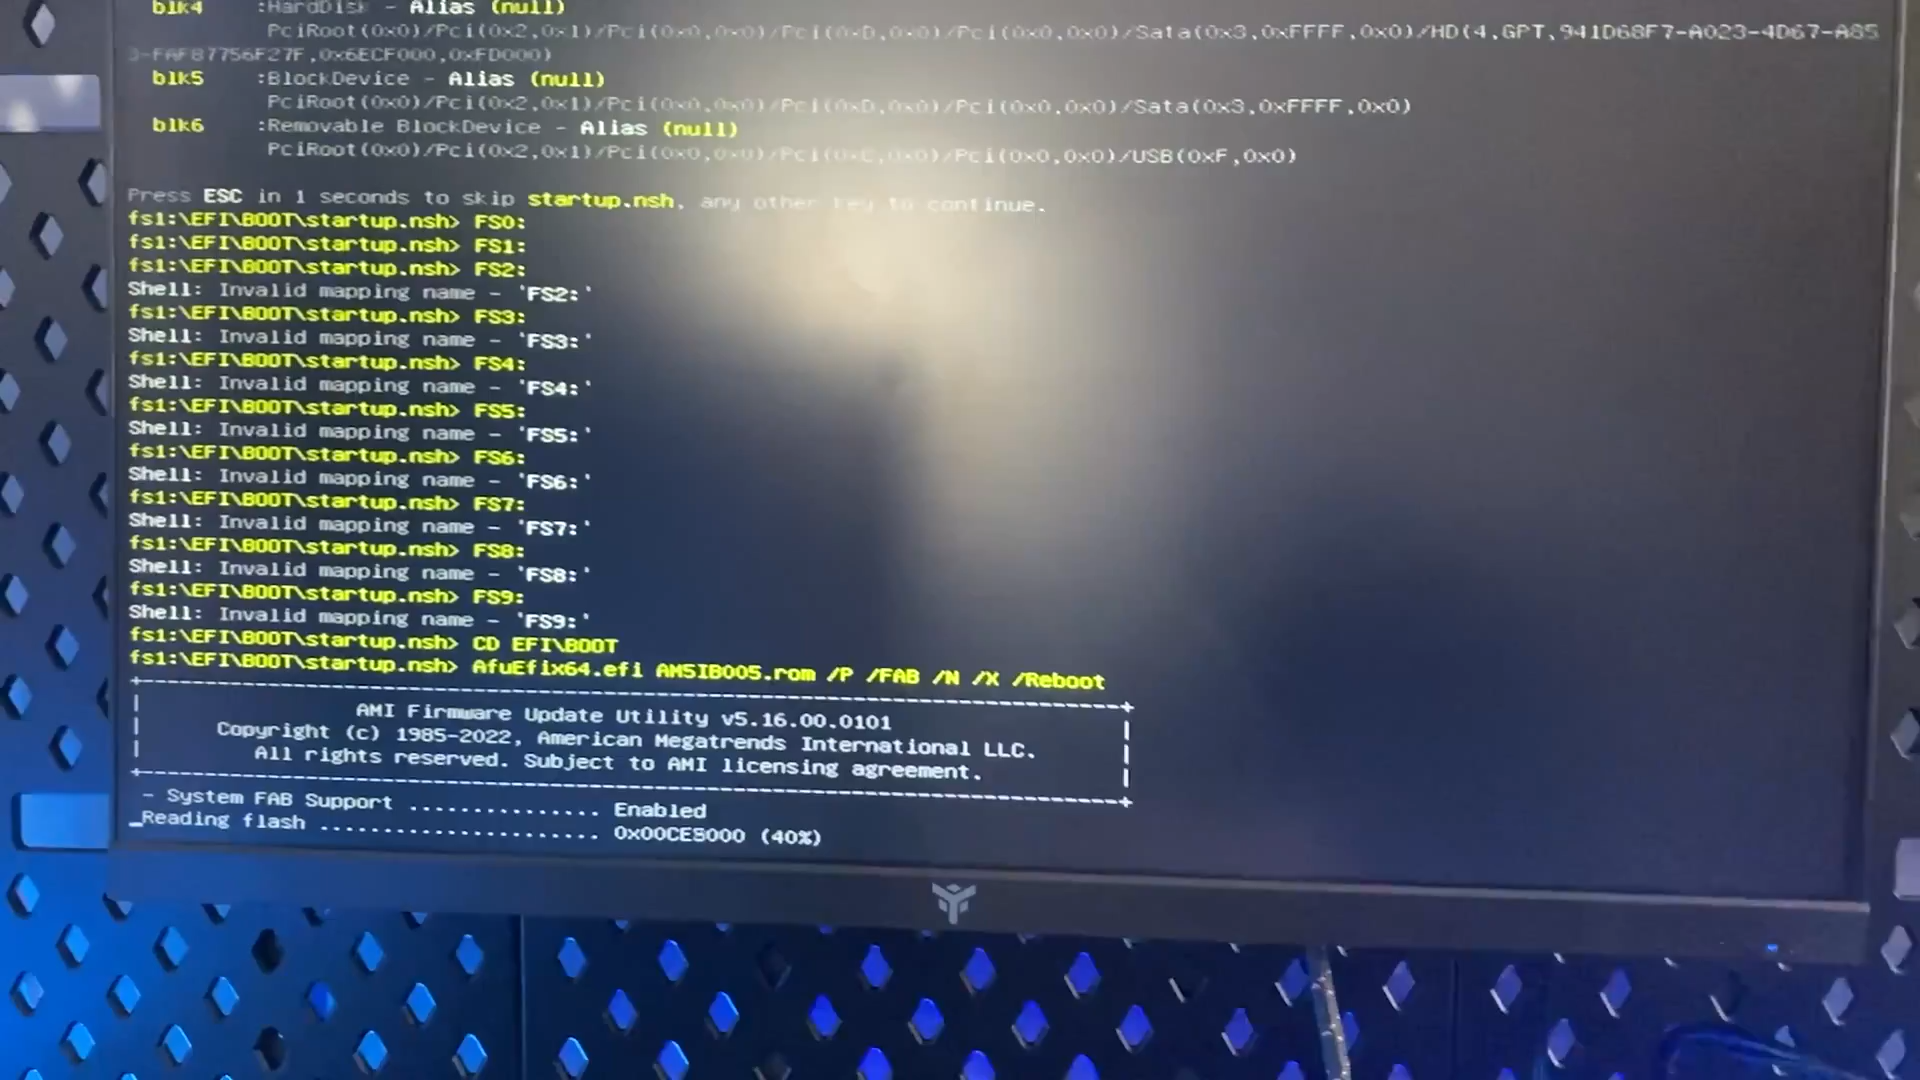 blk4 :HardDisk - Alias (null)
PciRoot(0x0)/Pci(0x2,0x1)/Pci(0x0,0x0)/Pci(0xD,0x0)/Pci(0x0,0x0)/Sata(0x3,0xFFFF,0x0)/HD(4,GPT,941D68F7-A023-4D67-A85
3-FAF87756F27F,0x6ECF000,0xFD000)
blk5 :BlockDevice - Alias (null)
PciRoot(0x0)/Pci(0x2,0x1)/Pci(0x0,0x0)/Pci(0xD,0x0)/Pci(0x0,0x0)/Sata(0x3,0xFFFF,0x0)
blk6 :Removable BlockDevice - Alias (null)
PciRoot(0x0)/Pci(0x2,0x1)/Pci(0x0,0x0)/Pci(0xC,0x0)/Pci(0x0,0x0)/USB(0xF,0x0)
Press ESC in 1 seconds to skip startup.nsh, any other key to continue.
fs1:\EFI\BOOT\startup.nsh> FS0:
fs1:\EFI\BOOT\startup.nsh> FS1:
fs1:\EFI\BOOT\startup.nsh> FS2:
Shell: Invalid mapping name - 'FS2:'
fs1:\EFI\BOOT\startup.nsh> FS3:
Shell: Invalid mapping name - 'FS3:'
fs1:\EFI\BOOT\startup.nsh> FS4:
Shell: Invalid mapping name - 'FS4:'
fs1:\EFI\BOOT\startup.nsh> FS5:
Shell: Invalid mapping name - 'FS5:'
fs1:\EFI\BOOT\startup.nsh> FS6:
Shell: Invalid mapping name - 'FS6:'
fs1:\EFI\BOOT\startup.nsh> FS7:
Shell: Invalid mapping name - 'FS7:'
fs1:\EFI\BOOT\startup.nsh> FS8:
Shell: Invalid mapping name - 'FS8:'
fs1:\EFI\BOOT\startup.nsh> FS9:
Shell: Invalid mapping name - 'FS9:'
fs1:\EFI\BOOT\startup.nsh> CD EFI\BOOT
fs1:\EFI\BOOT\startup.nsh> AfuEfix64.efi AM5IB005.rom /P /FAB /N /X /Reboot
AMI Firmware Update Utility v5.16.00.0101
Copyright (c) 1985-2022, American Megatrends International LLC.
All rights reserved. Subject to AMI licensing agreement.
- System FAB Support ............... Enabled
_Reading flash ...................... 0x00CE8000 (40%)